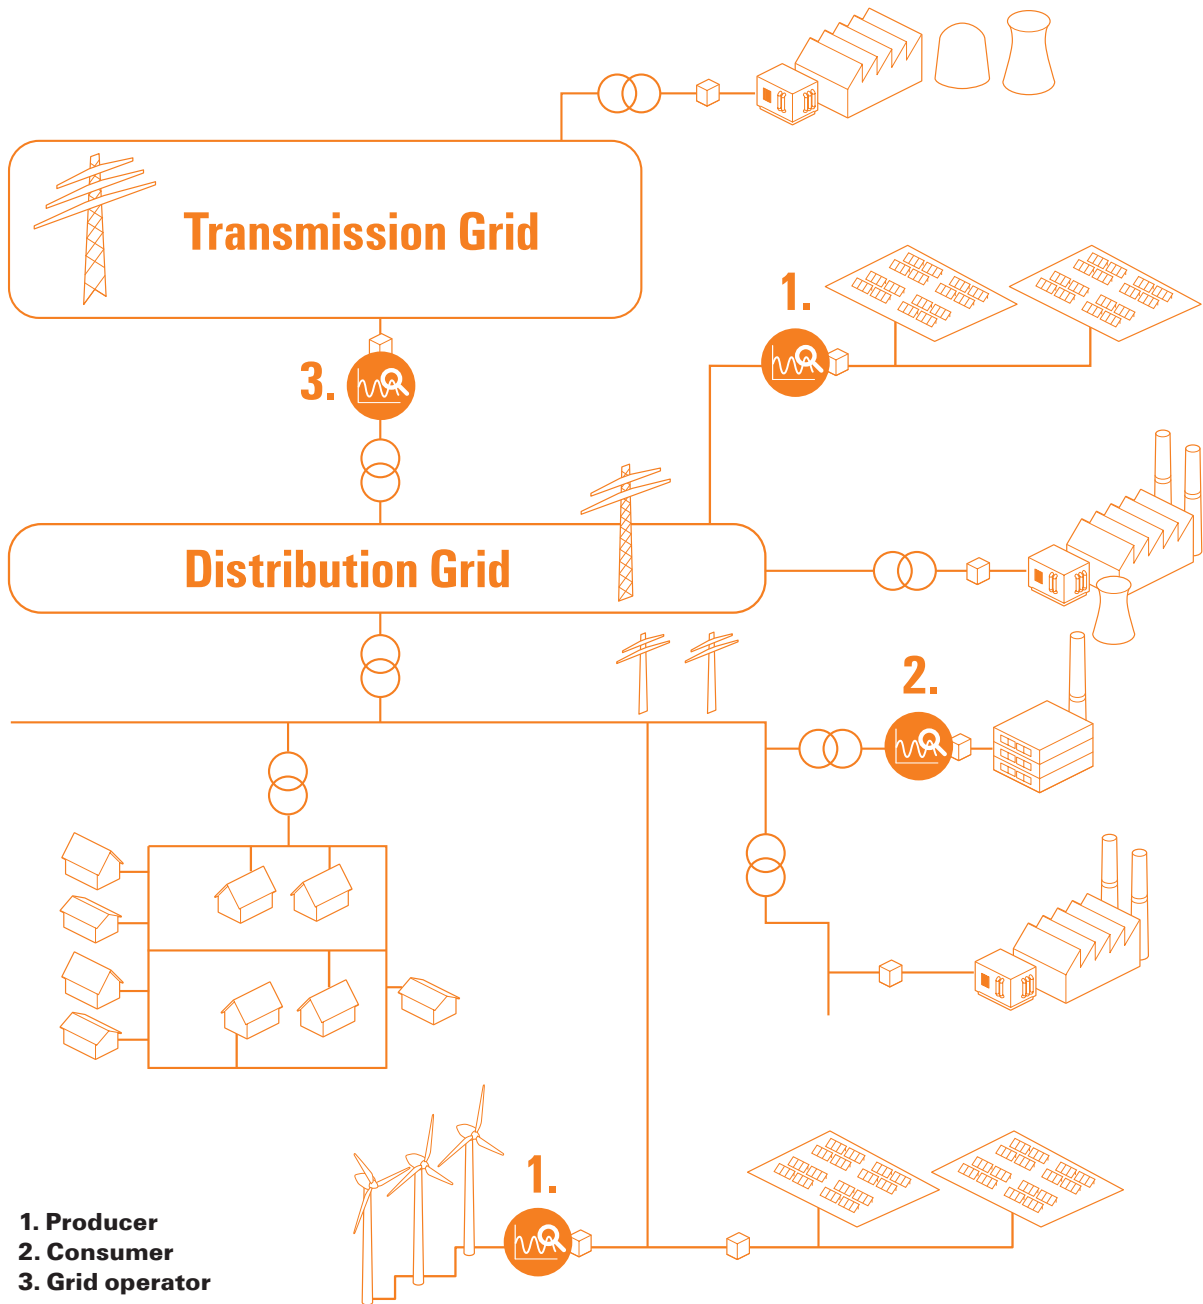 Transmission Grid
1.
3.
Distribution Grid
2.
1.
1. Producer
2. Consumer
3. Grid operator